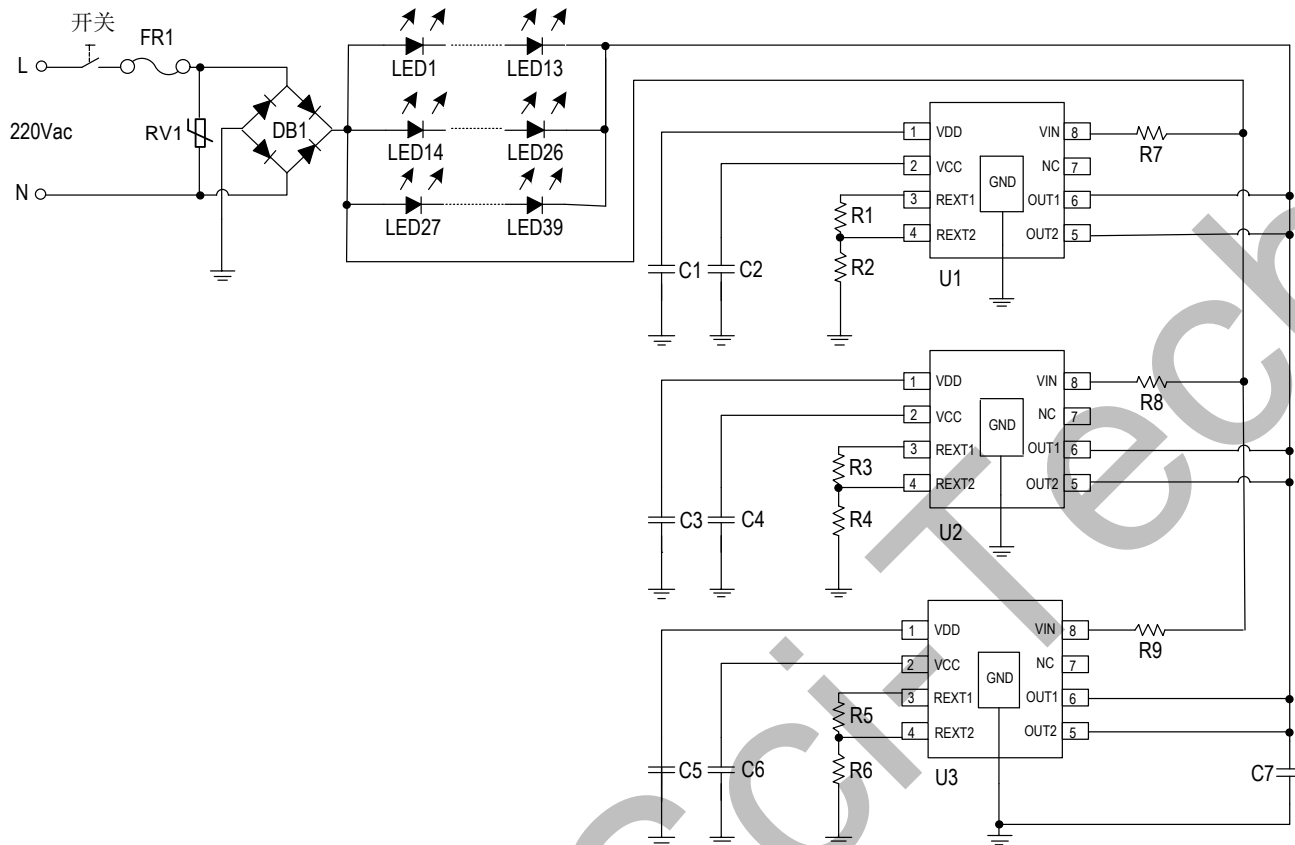 开关
FR1
L
220Vac
RV1
DB1
N
LED1
LED13
LED14
LED26
LED27
LED39
1
VDD
VIN
8
R7
2
VCC
NC
7
GND
3
REXT1
OUT1
6
R1
4
REXT2
OUT2
5
R2
C1
C2
U1
1
VDD
VIN
8
R8
2
VCC
NC
7
GND
3
REXT1
OUT1
6
R3
4
REXT2
OUT2
5
R4
C3
C4
U2
1
VDD
VIN
8
R9
2
VCC
NC
7
GND
3
REXT1
OUT1
6
R5
4
REXT2
OUT2
5
R6
C5
C6
U3
C7
Sci-Tech